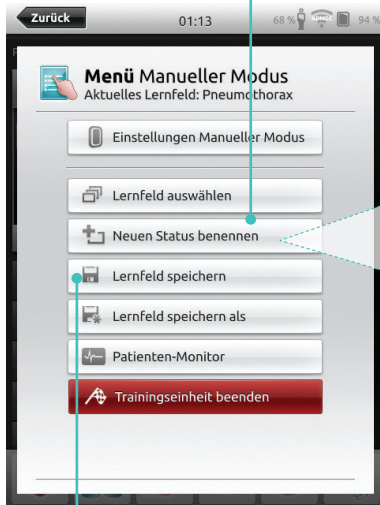 Zurück
01:13
68 %
ADHOC
94 %
Menü Manueller Modus
Aktuelles Lernfeld: Pneumothorax
Einstellungen Manueller Modus
Lernfeld auswählen
Neuen Status benennen
Lernfeld speichern
Lernfeld speichern als
Patienten-Monitor
Trainingseinheit beenden